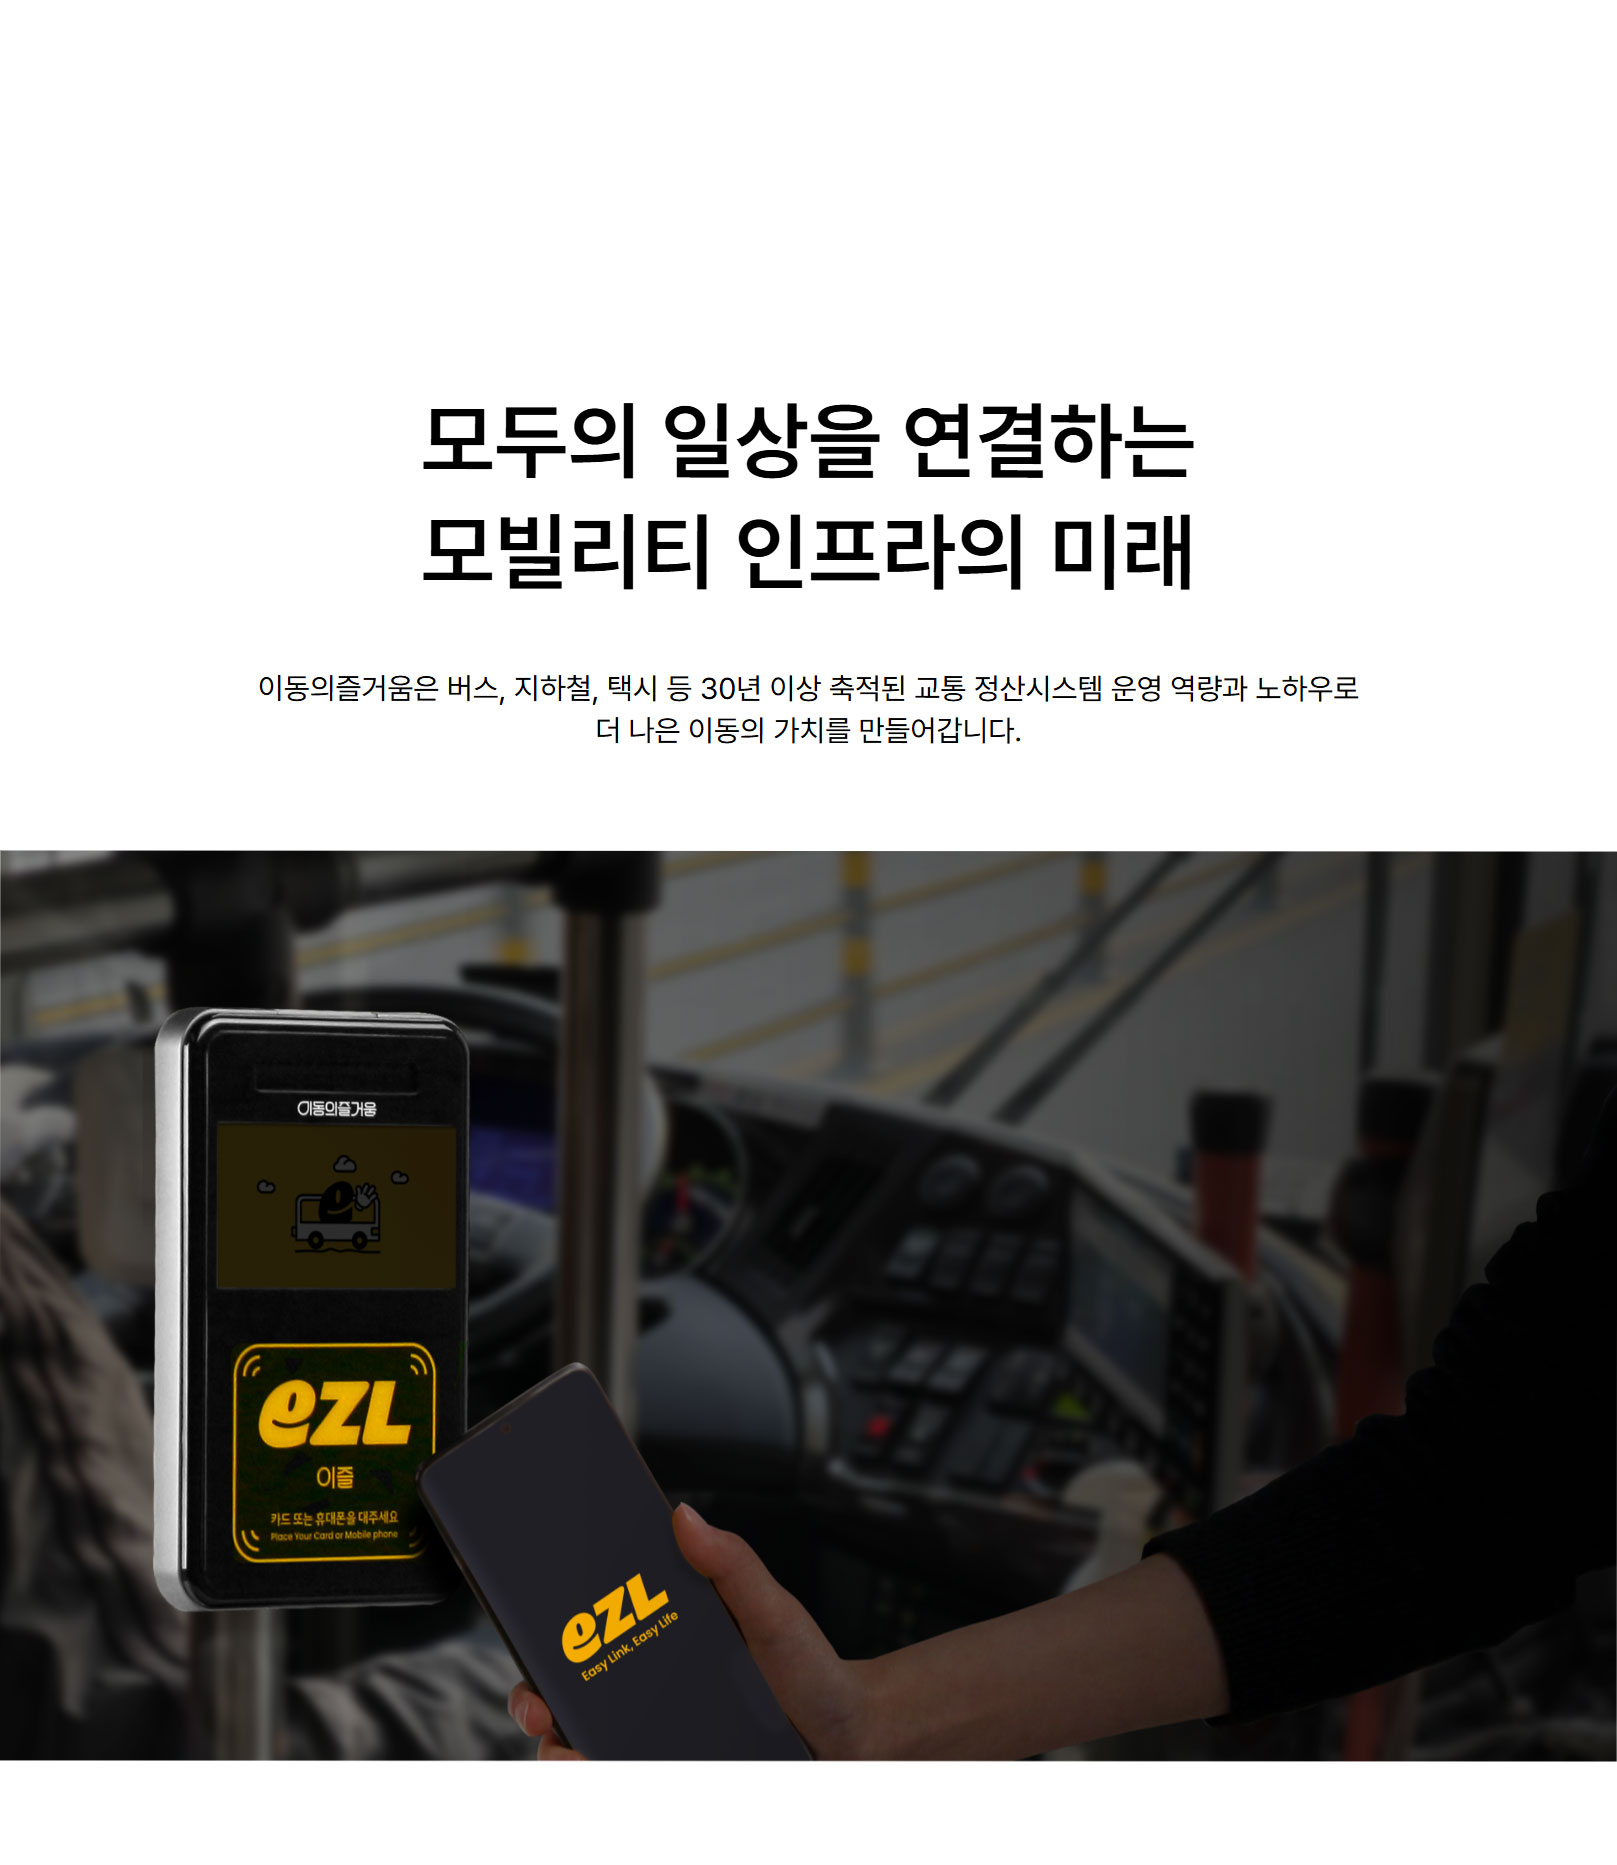 모두의 일상을 연결하는
모빌리티 인프라의 미래
이동의즐거움은 버스, 지하철, 택시 등 30년 이상 축적된 교통 정산시스템 운영 역량과 노하우로
더 나은 이동의 가치를 만들어갑니다.
이동의즐거움
e
ezl
이즐
카드 또는 휴대폰을 대주세요
Place Your Card or Mobile phone
ezl
Easy Link, Easy Life